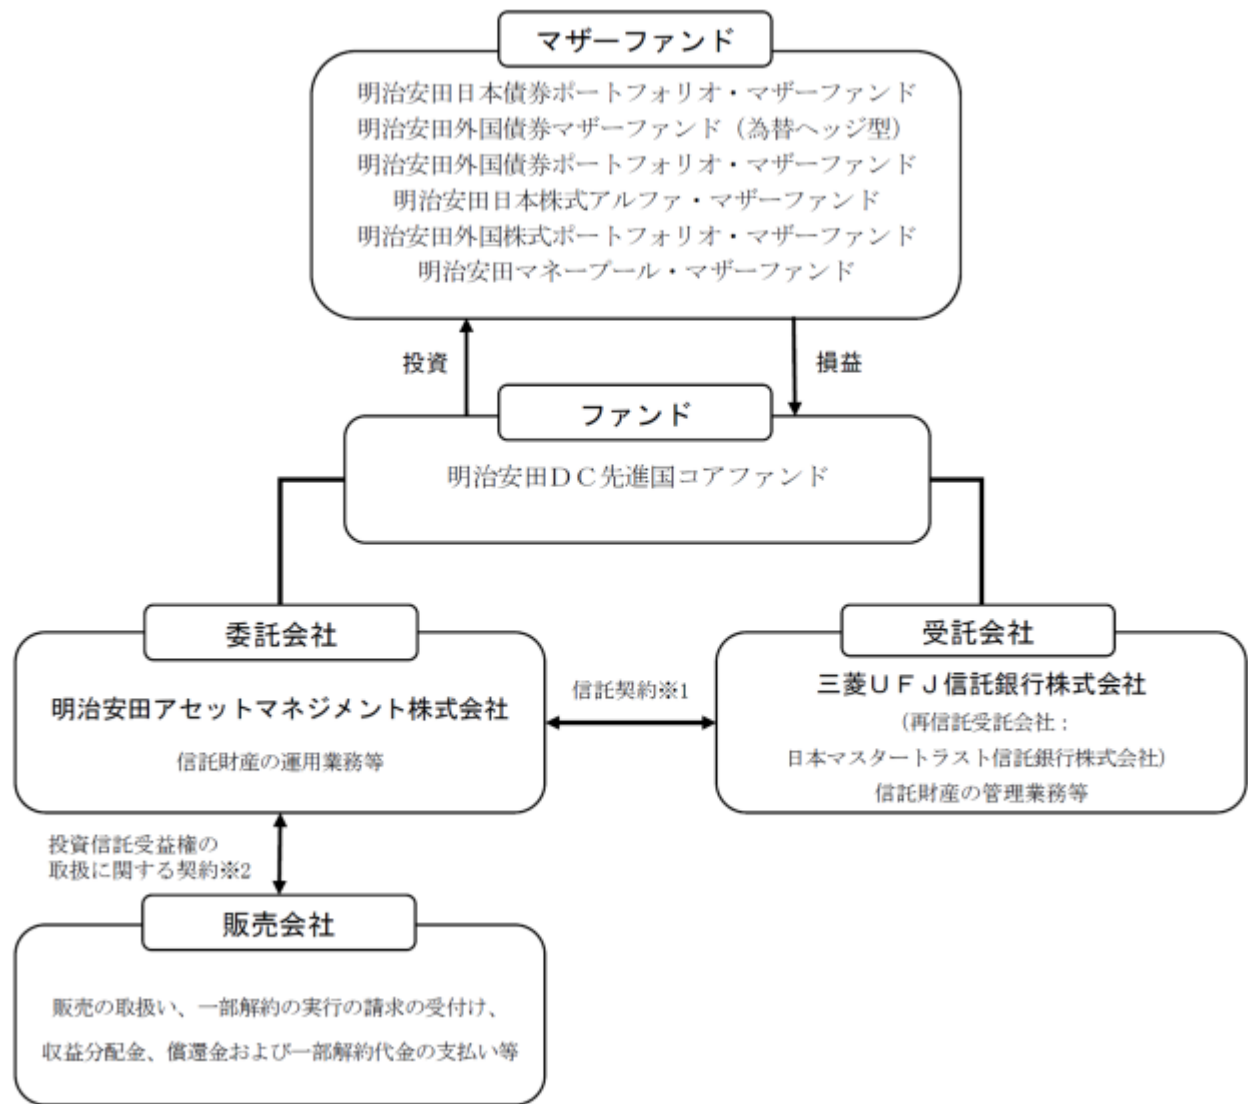 マザーファンド
明治安田日本債券ポートフォリオ・マザーファンド
明治安田外国債券マザーファンド（為替ヘッジ型）
明治安田外国債券ポートフォリオ・マザーファンド
明治安田日本株式アルファ・マザーファンド
明治安田外国株式ポートフォリオ・マザーファンド
明治安田マネープール・マザーファンド
投資
損益
ファンド
明治安田ＤＣ先進国コアファンド
委託会社
明治安田アセットマネジメント株式会社
信託財産の運用業務等
信託契約※1
受託会社
三菱ＵＦＪ信託銀行株式会社
（再信託受託会社：
日本マスタートラスト信託銀行株式会社）
信託財産の管理業務等
投資信託受益権の
取扱に関する契約※2
販売会社
販売の取扱い、一部解約の実行の請求の受付け、
収益分配金、償還金および一部解約代金の支払い等